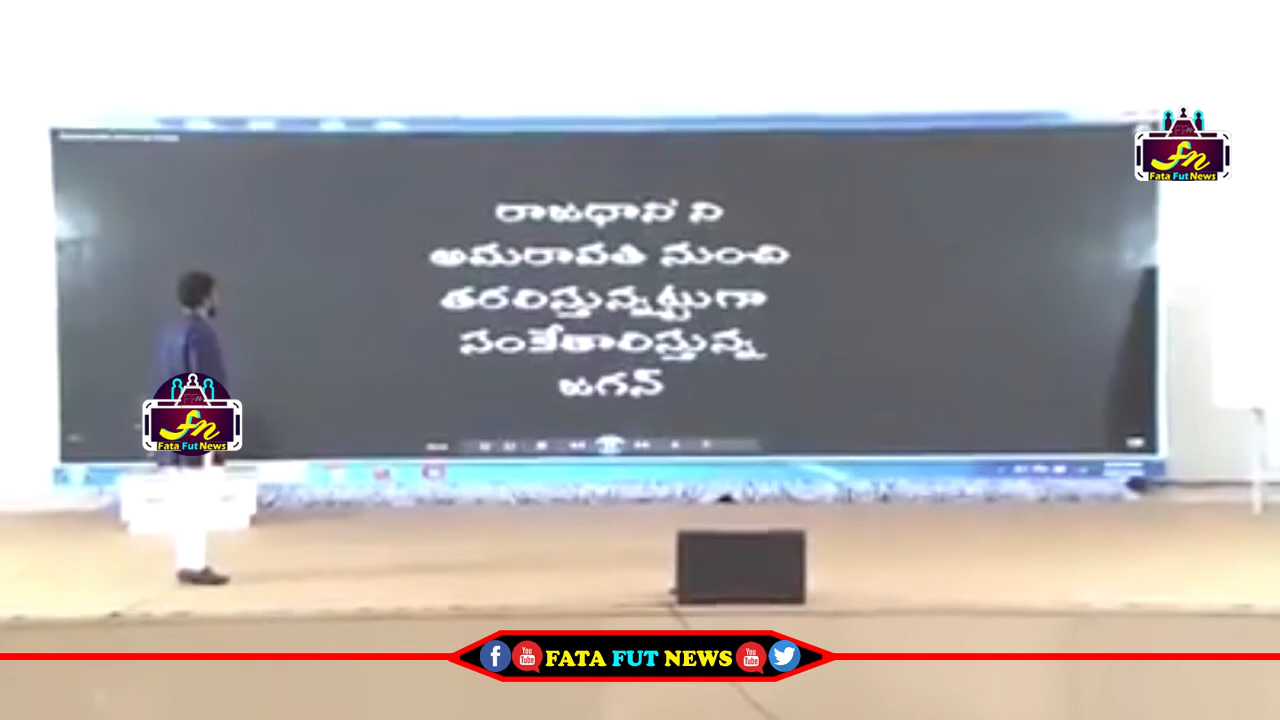 Fata Fut News
రాజధాని' ని
అమరావతి నుంచి
తరలిస్తున్నట్టుగా
సంకేతాలిస్తున్న
జగన్
Fata Fut News
FATA FUT NEWS